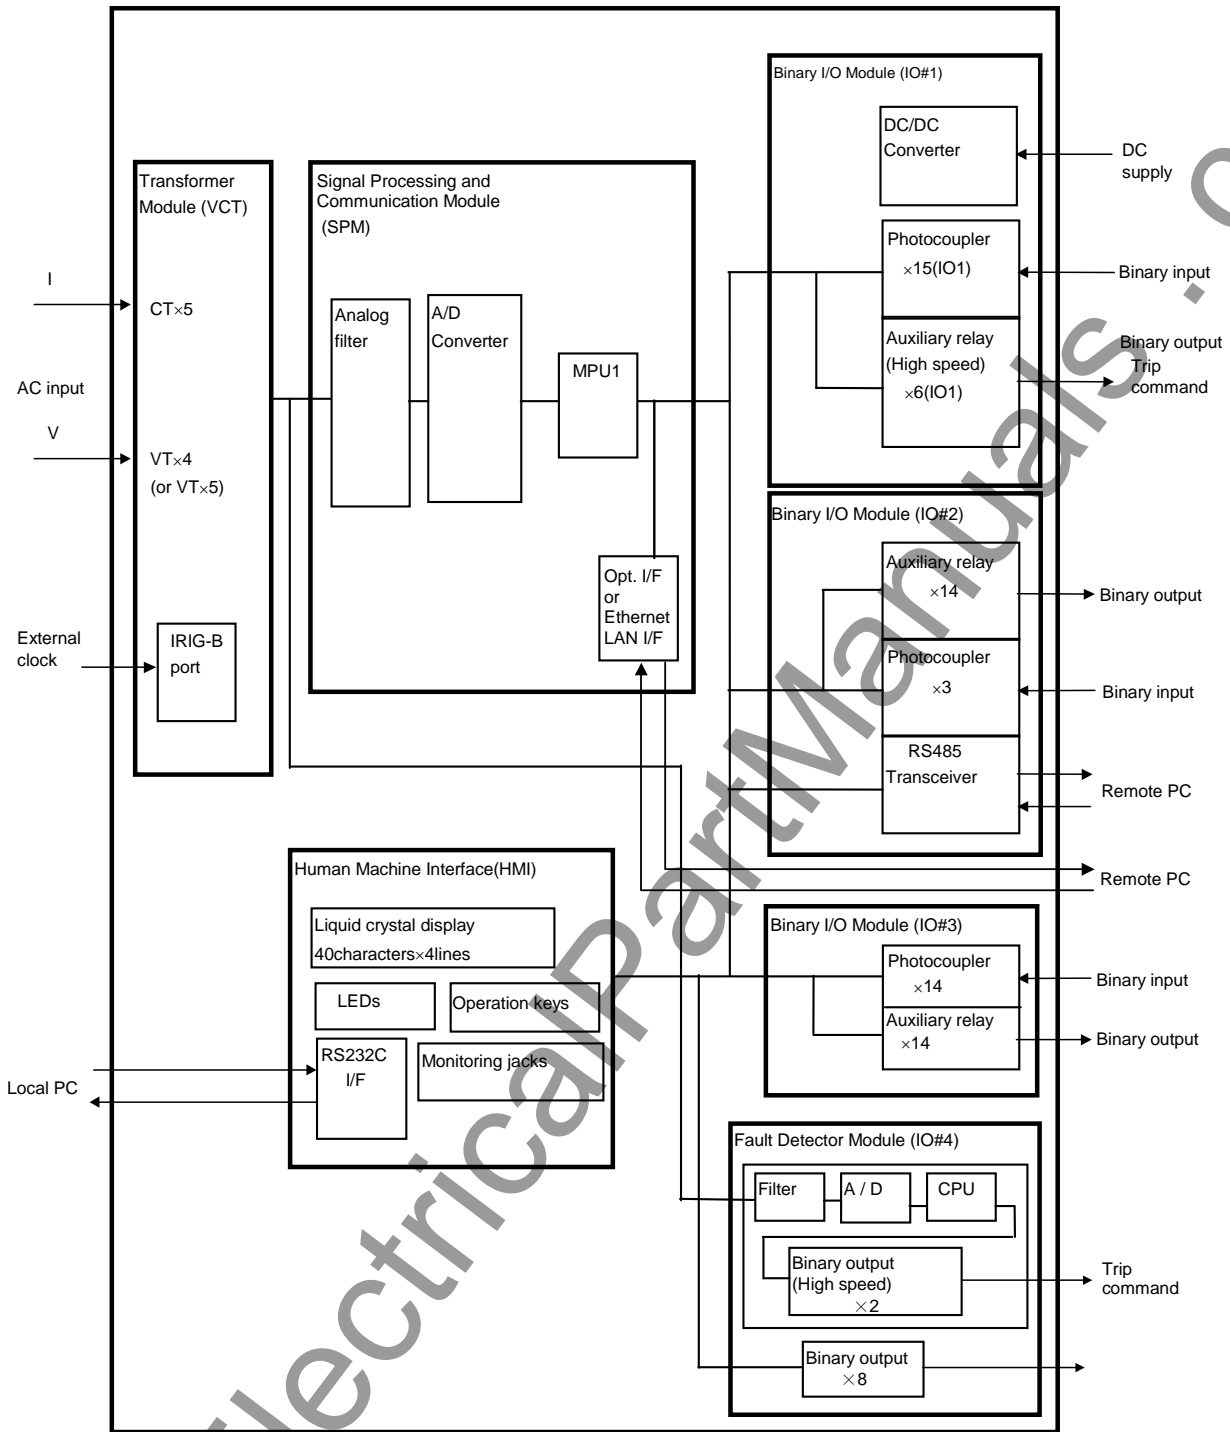 Binary I/O Module (IO#1)
DC/DC
Converter
DC
supply
Photocoupler
×15(IO1)
Binary input
Auxiliary relay
(High speed)
×6(IO1)
Binary output
Trip
command
Transformer
Module (VCT)
I
CT×5
AC input
V
VT×4
(or VT×5)
External
clock
IRIG-B
port
Signal Processing and
Communication Module
(SPM)
Analog
filter
A/D
Converter
MPU1
Opt. I/F
or
Ethernet
LAN I/F
Binary I/O Module (IO#2)
Auxiliary relay
×14
Binary output
Photocoupler
×3
Binary input
RS485
Transceiver
Remote PC
Remote PC
Human Machine Interface(HMI)
Liquid crystal display
40characters×4lines
LEDs
Operation keys
RS232C
I/F
Monitoring jacks
Local PC
Binary I/O Module (IO#3)
Photocoupler
×14
Binary input
Auxiliary relay
×14
Binary output
Fault Detector Module (IO#4)
Filter
A / D
CPU
Binary output
(High speed)
×2
Trip
command
Binary output
×8
ElectricalPartManuals . c